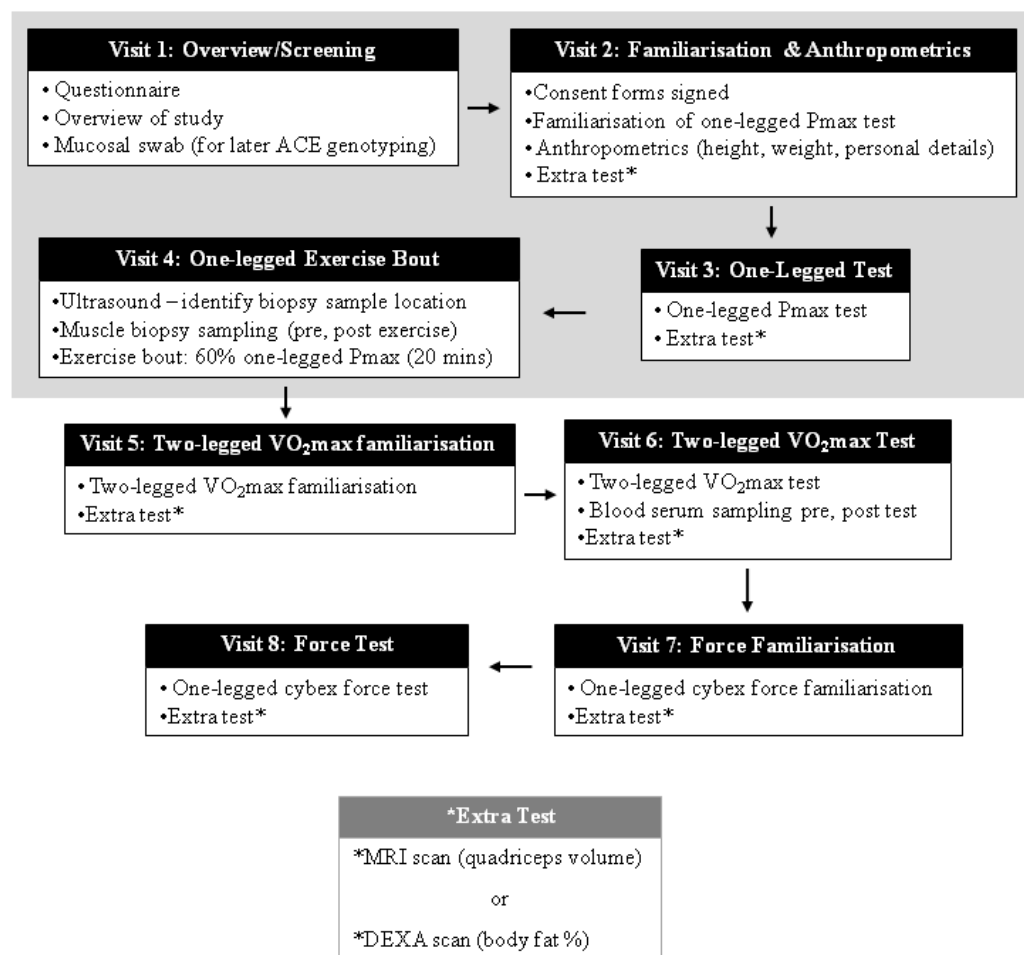 Visit 1: Overview/Screening
• Questionnaire
• Overview of study
• Mucosal swab (for later ACE genotyping)
Visit 2: Familiarisation & Anthropometrics
•Consent forms signed
•Familiarisation of one-legged Pmax test
•Anthropometrics (height, weight, personal details)
• Extra test*
Visit 3: One-Legged Test
• One-legged Pmax test
• Extra test*
Visit 4: One-legged Exercise Bout
•Ultrasound – identify biopsy sample location
•Muscle biopsy sampling (pre, post exercise)
•Exercise bout: 60% one-legged Pmax (20 mins)
Visit 5: Two-legged VO₂max familiarisation
• Two-legged VO₂max familiarisation
•Extra test*
Visit 6: Two-legged VO₂max Test
• Two-legged VO₂max test
• Blood serum sampling pre, post test
•Extra test*
Visit 7: Force Familiarisation
• One-legged cybex force familiarisation
•Extra test*
Visit 8: Force Test
• One-legged cybex force test
•Extra test*
*Extra Test
*MRI scan (quadriceps volume)
or
*DEXA scan (body fat %)